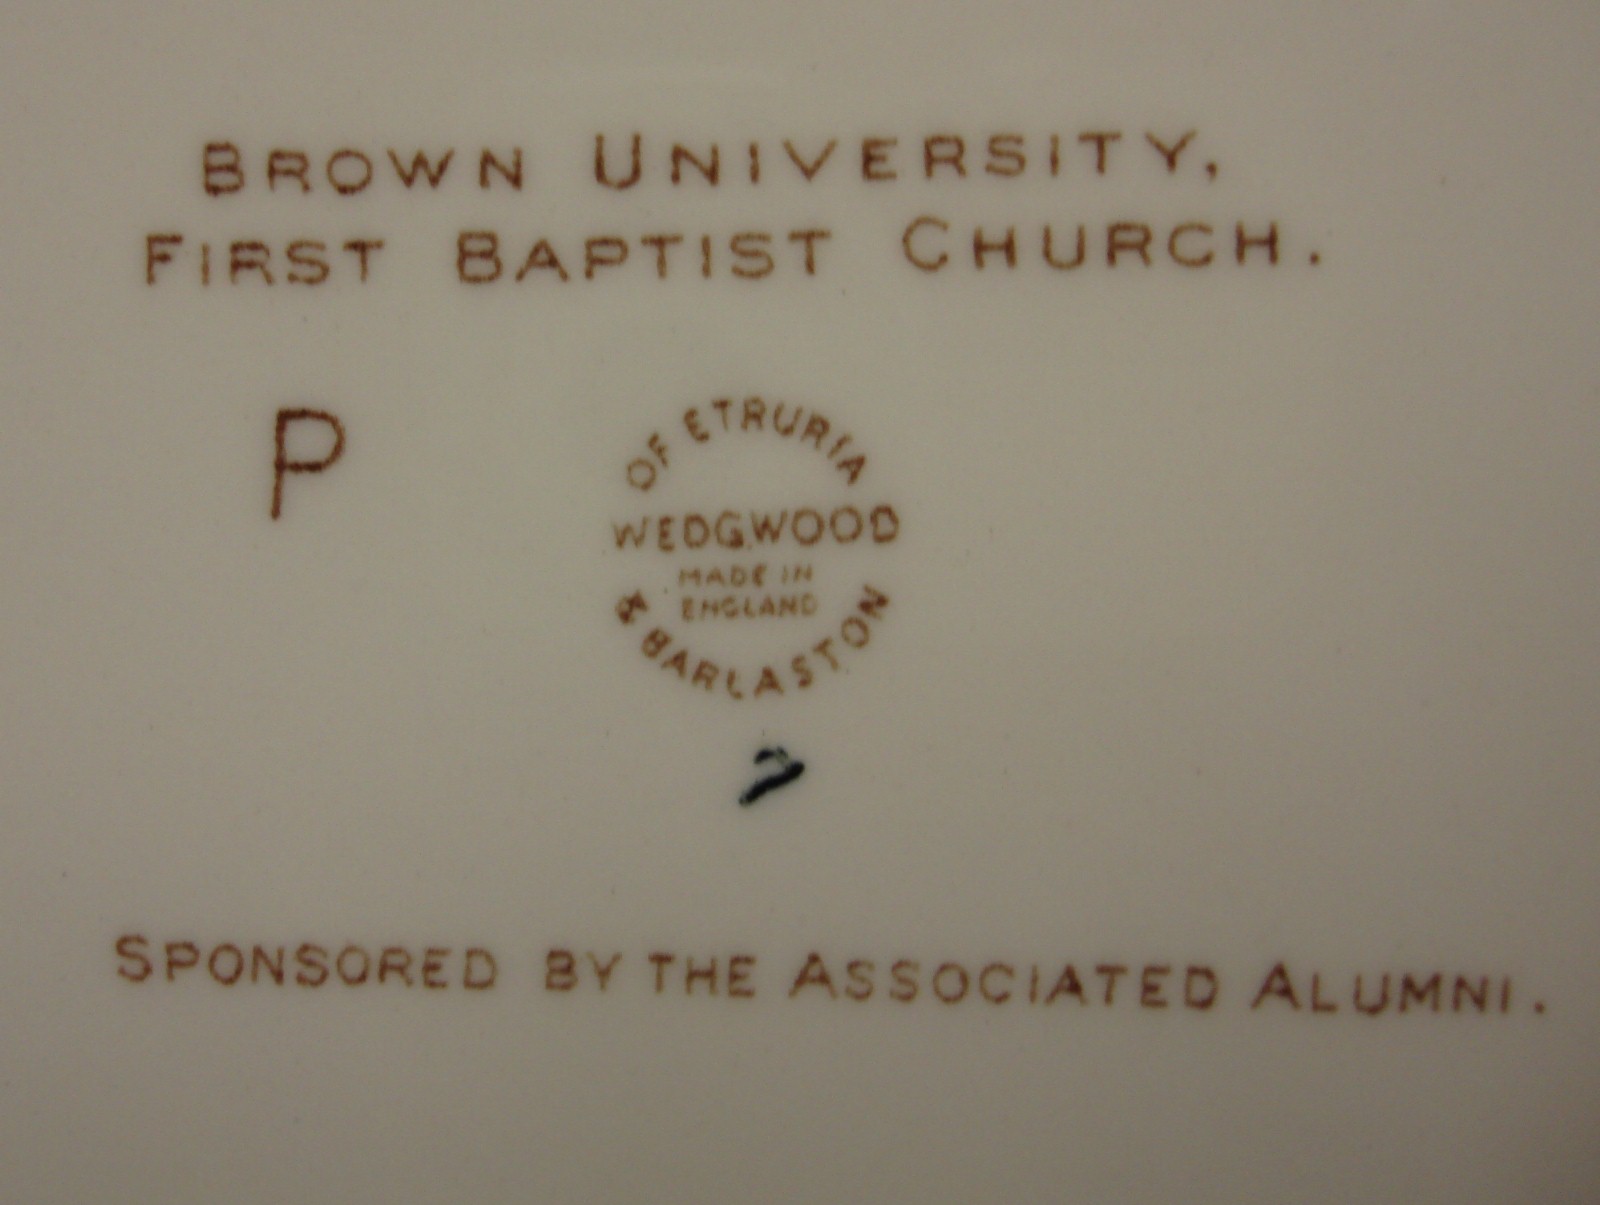 BROWN UNIVERSITY,
FIRST BAPTIST CHURCH.
P
OF ETRURIA
WEDGWOOD
MADE IN
ENGLAND
& BARLASTON
SPONSORED BY THE ASSOCIATED ALUMNI.